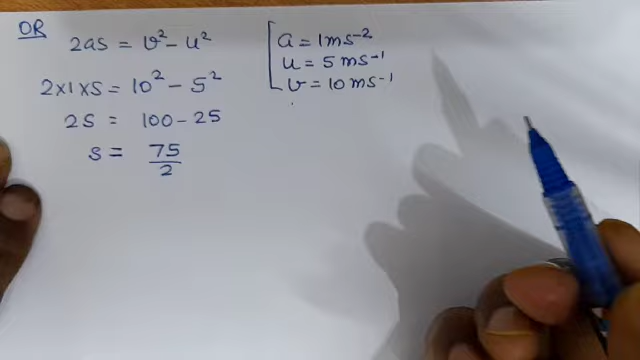 OR
2as = v² - u²
2×1×s = 10² - 5²
2s = 100 - 25
s = 75/2
a = 1ms⁻²
u = 5 ms⁻¹
v = 10 ms⁻¹